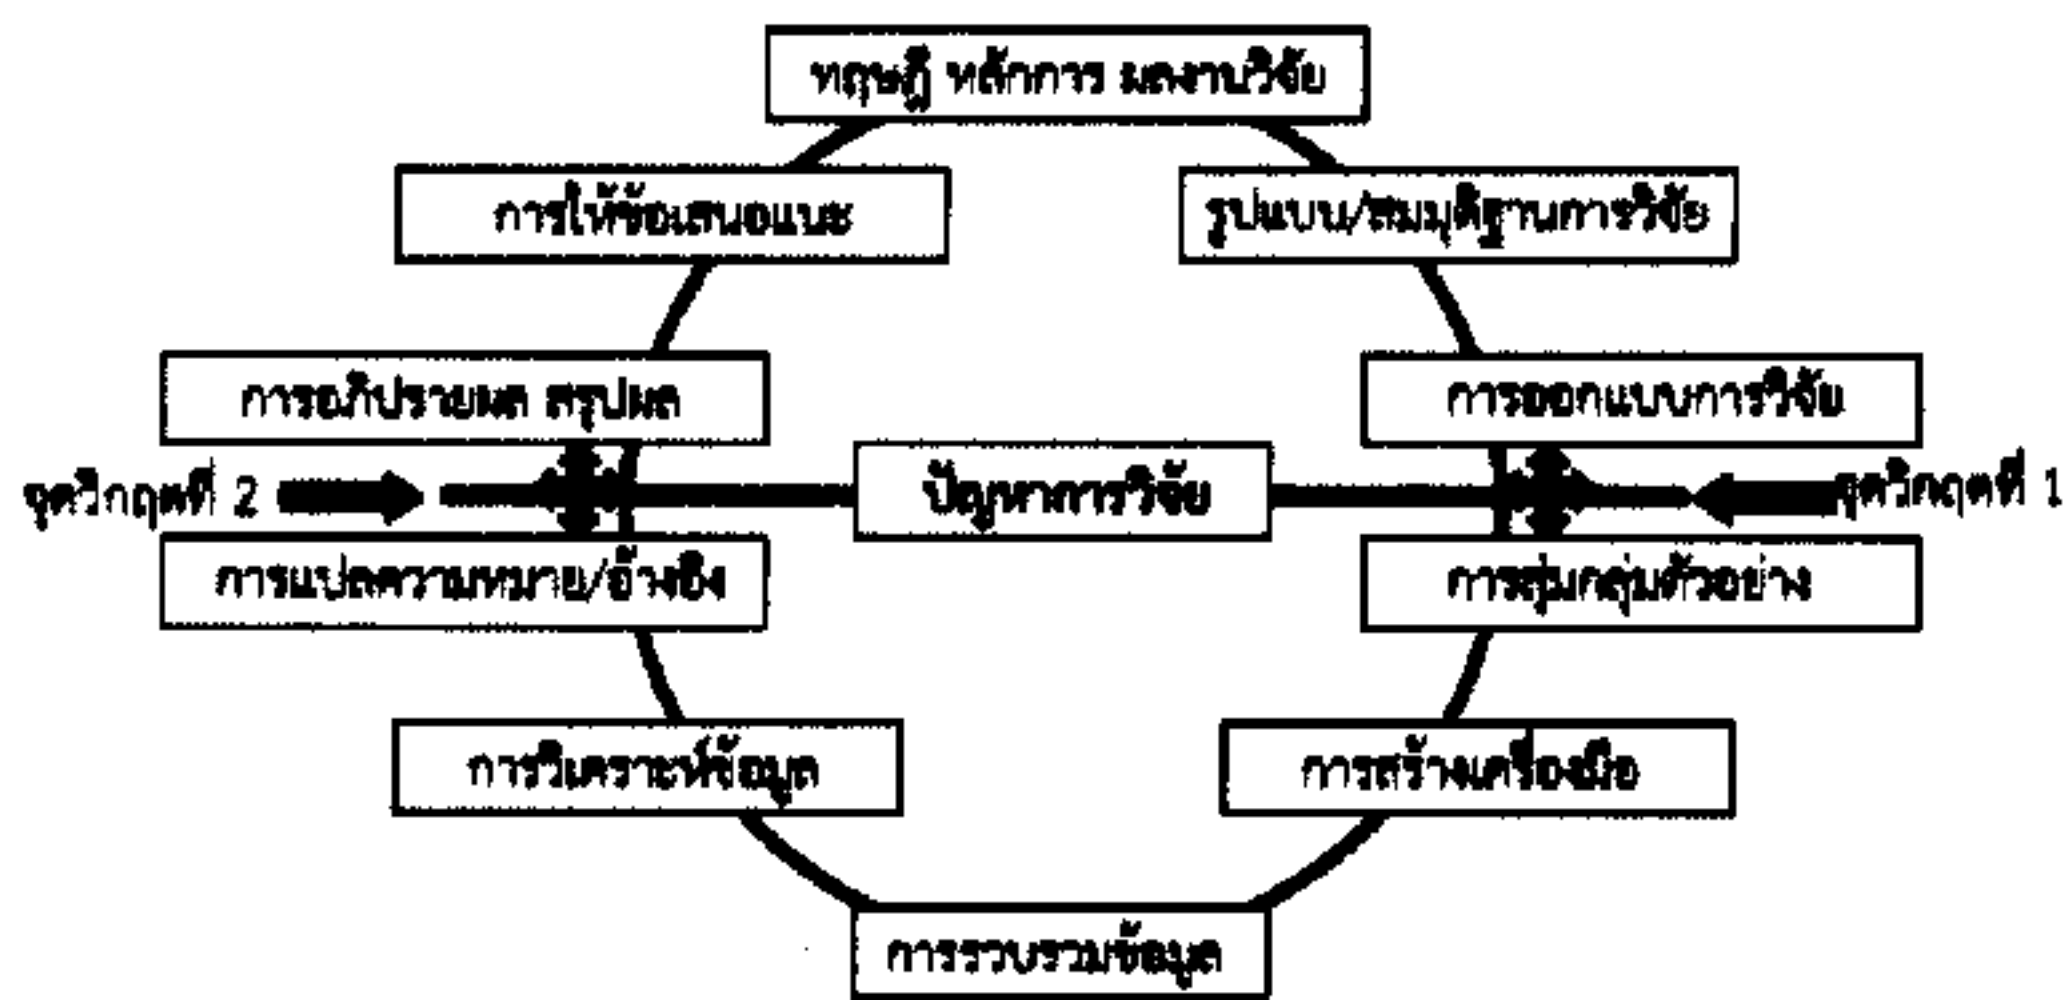 ทฤษฎี หลักการ ผลงานวิจัย
การให้ข้อเสนอแนะ
รูปแบบ/สมมุติฐานการวิจัย
การอภิปรายผล สรุปผล
การออกแบบการวิจัย
จุดวิกฤตที่ 2
ปัญหาการวิจัย
จุดวิกฤตที่ 1
การแปลความหมาย/อ้างอิง
การสุ่มกลุ่มตัวอย่าง
การวิเคราะห์ข้อมูล
การสร้างเครื่องมือ
การรวบรวมข้อมูล